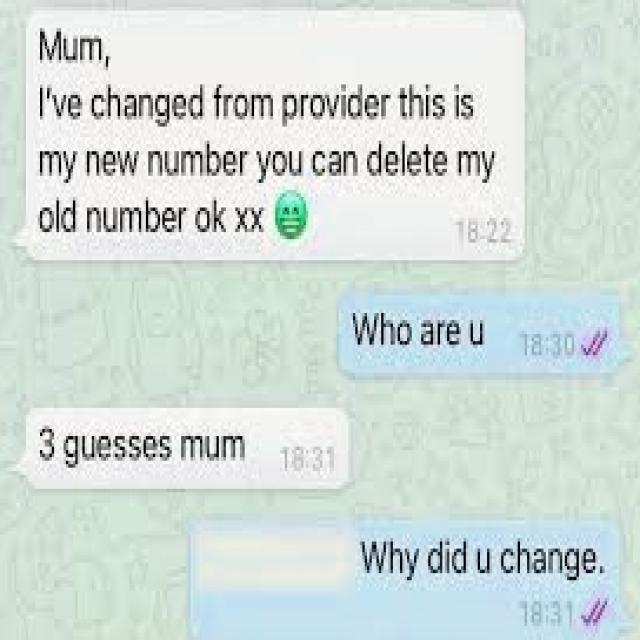 Mum,
I've changed from provider this is
my new number you can delete my
old number ok xx
18:22
Who are u
18:30
3 guesses mum
18:31
Why did u change.
18:31